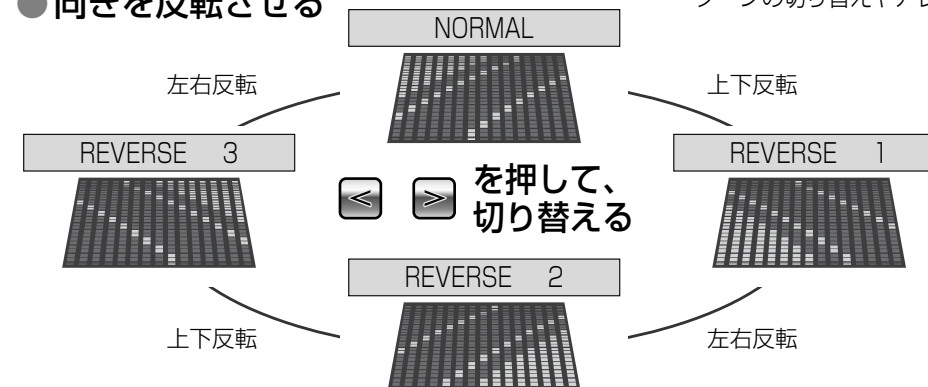 ●向きを反転させる
NORMAL
左右反転
上下反転
REVERSE 3
REVERSE 1
< > を押して、
切り替える
REVERSE 2
上下反転
左右反転